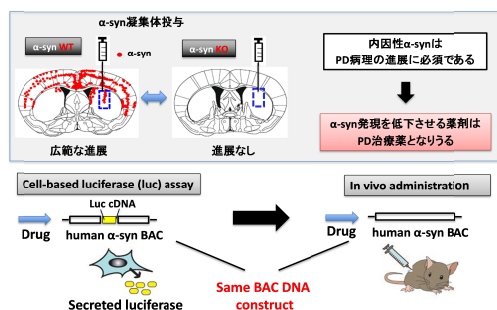 α-syn凝集体投与
α-syn WT
α-syn
α-syn KO
広範な進展
進展なし
内因性α-synは
PD病理の進展に必須である
α-syn発現を低下させる薬剤は
PD治療薬となりうる
Cell-based luciferase (luc) assay
Luc cDNA
Drug
human α-syn BAC
Secreted luciferase
Same BAC DNA
construct
In vivo administration
Drug
human α-syn BAC